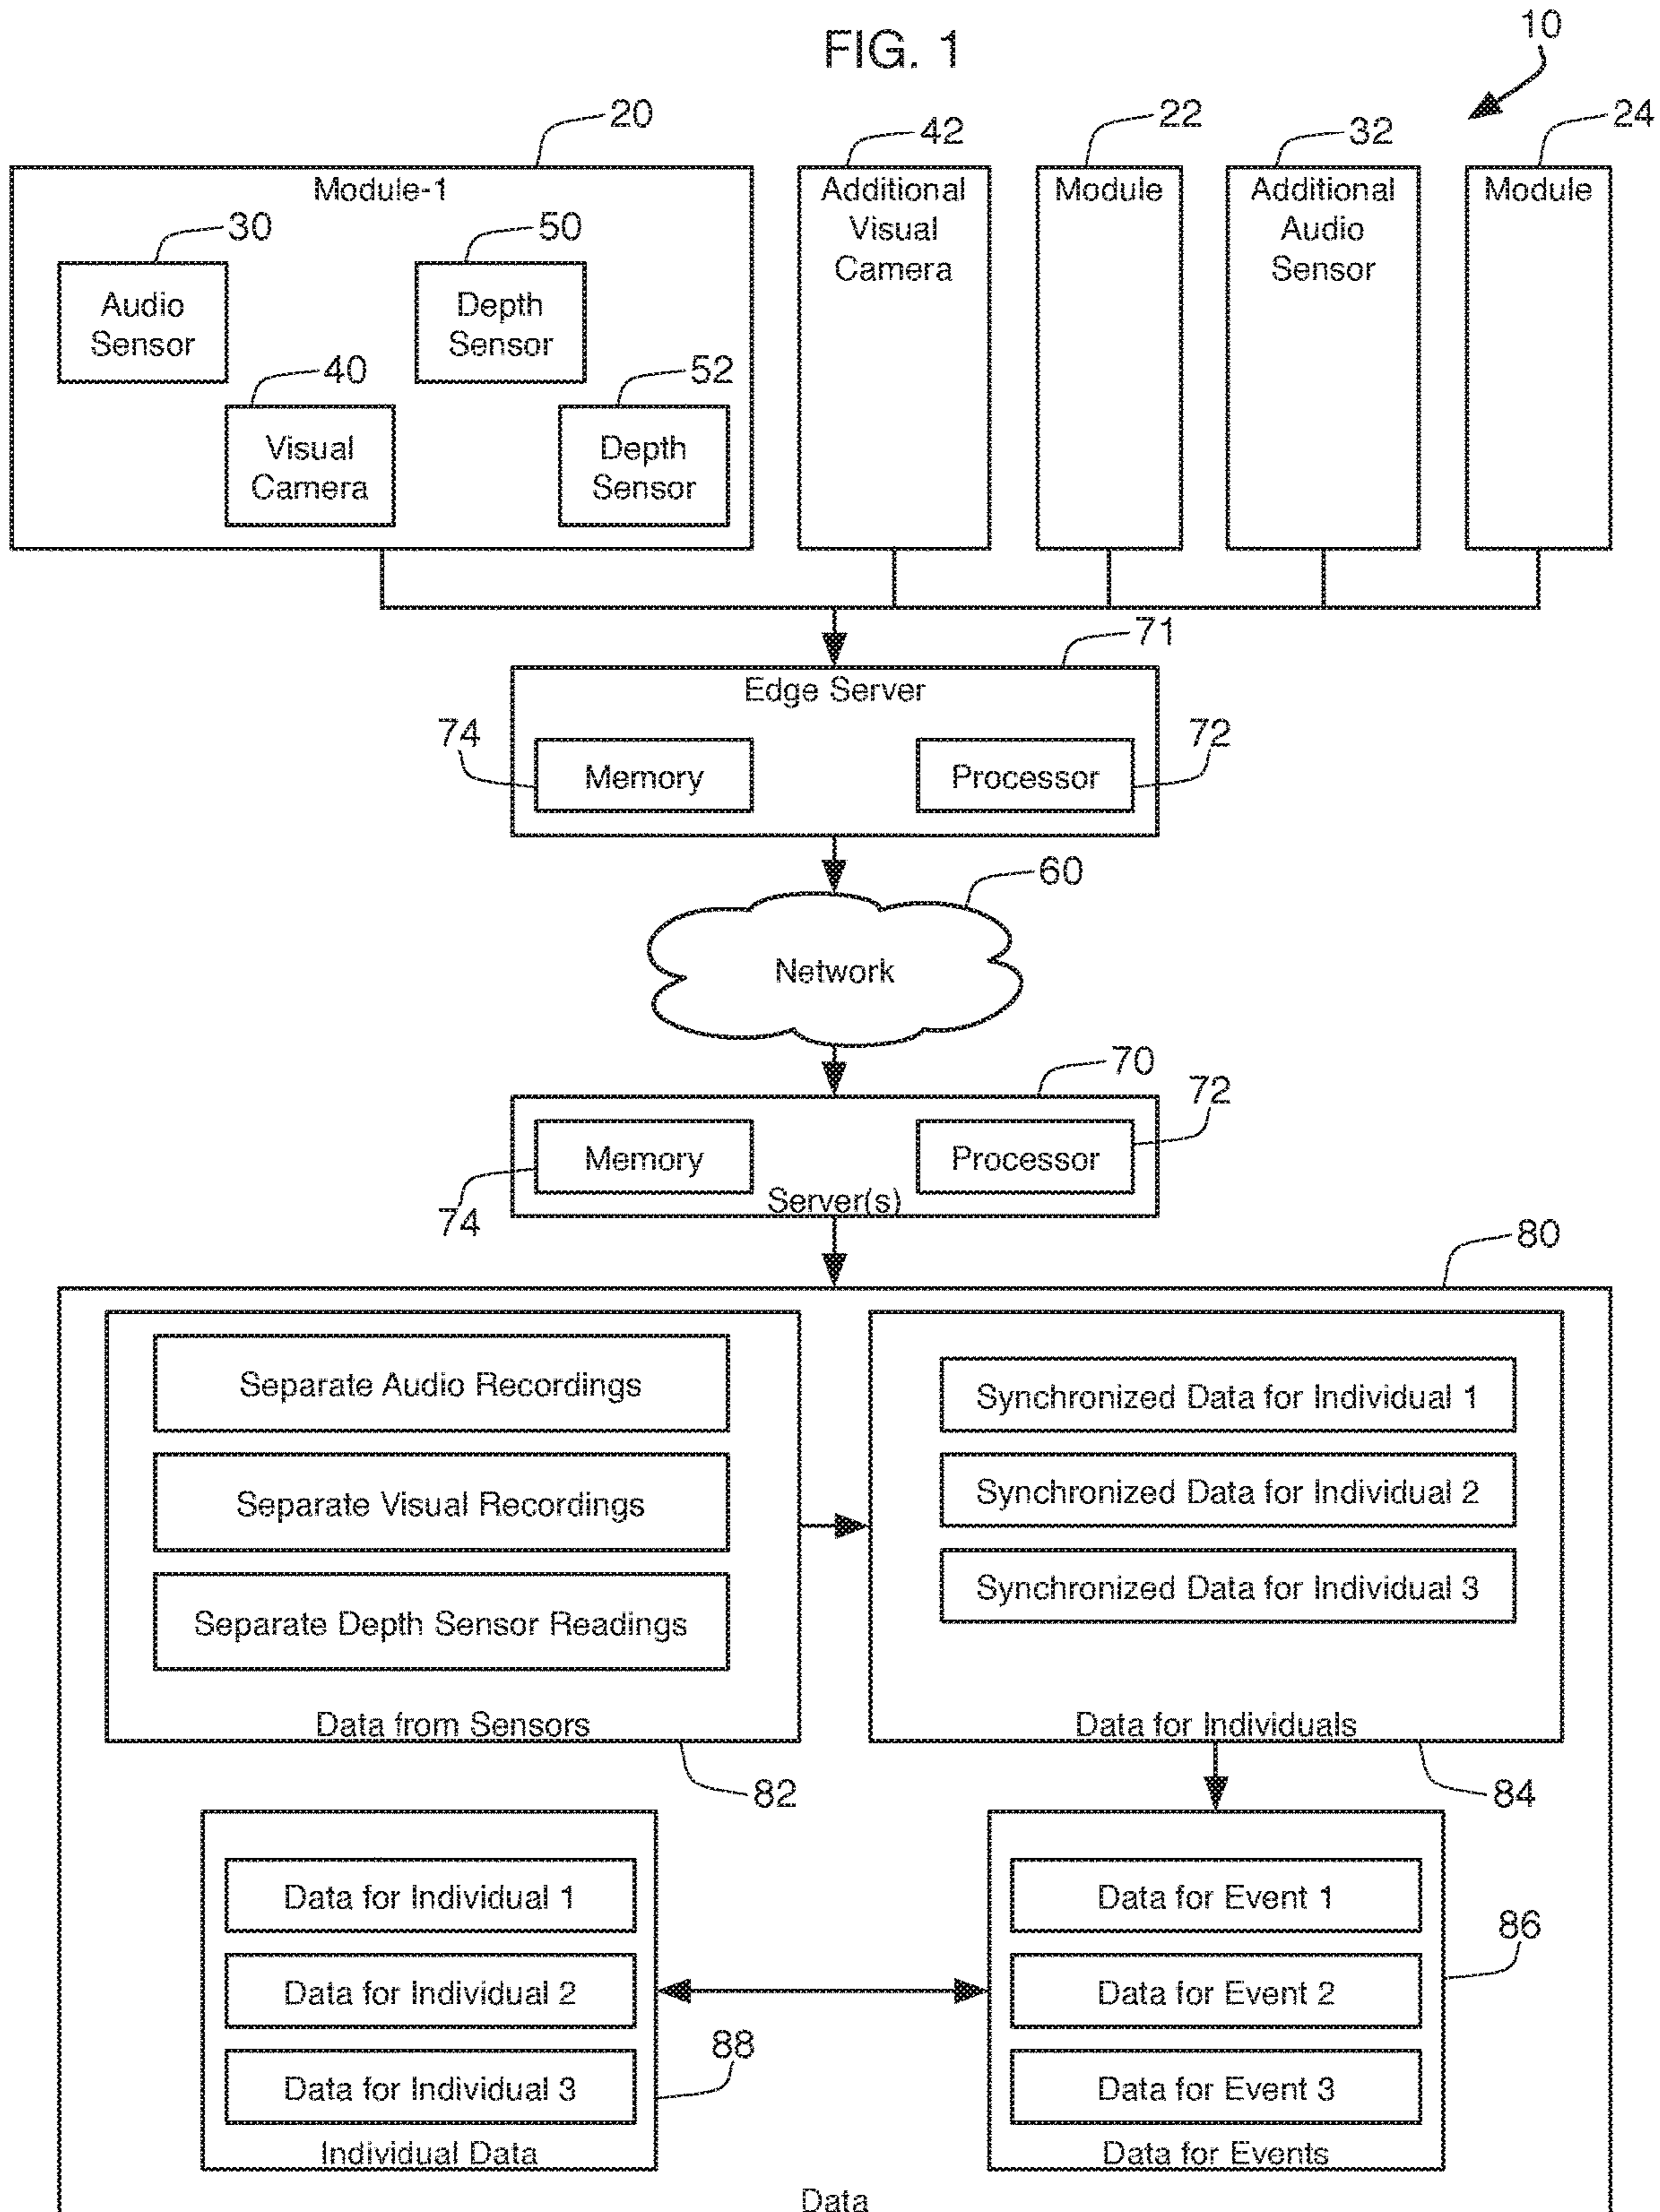 FIG. 1
10
20
42
22
32
24
Module-1
Additional
Visual
Camera
Module
Additional
Audio
Sensor
Module
30
50
Audio
Sensor
Depth
Sensor
40
52
Visual
Camera
Depth
Sensor
71
Edge Server
74
72
Memory
Processor
60
Network
70
72
Memory
Processor
Server(s)
74
80
Separate Audio Recordings
Separate Visual Recordings
Separate Depth Sensor Readings
Data from Sensors
82
Synchronized Data for Individual 1
Synchronized Data for Individual 2
Synchronized Data for Individual 3
Data for Individuals
84
Data for Individual 1
Data for Individual 2
Data for Individual 3
88
Individual Data
Data for Event 1
Data for Event 2
Data for Event 3
86
Data for Events
Data